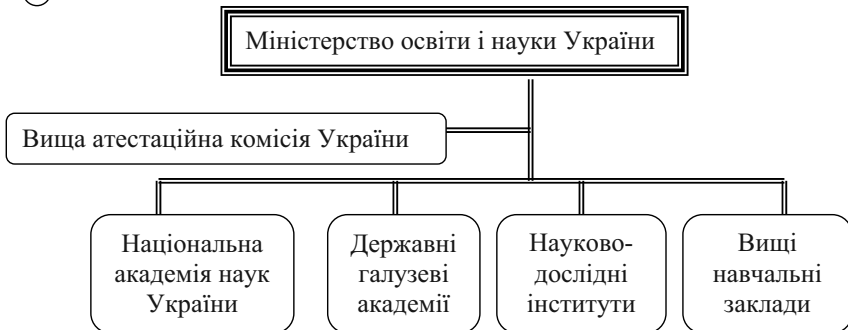 Міністерство освіти і науки України
Вища атестаційна комісія України
Національна
академія наук
України
Державні
галузеві
академії
Науково-
дослідні
інститути
Вищі
навчальні
заклади